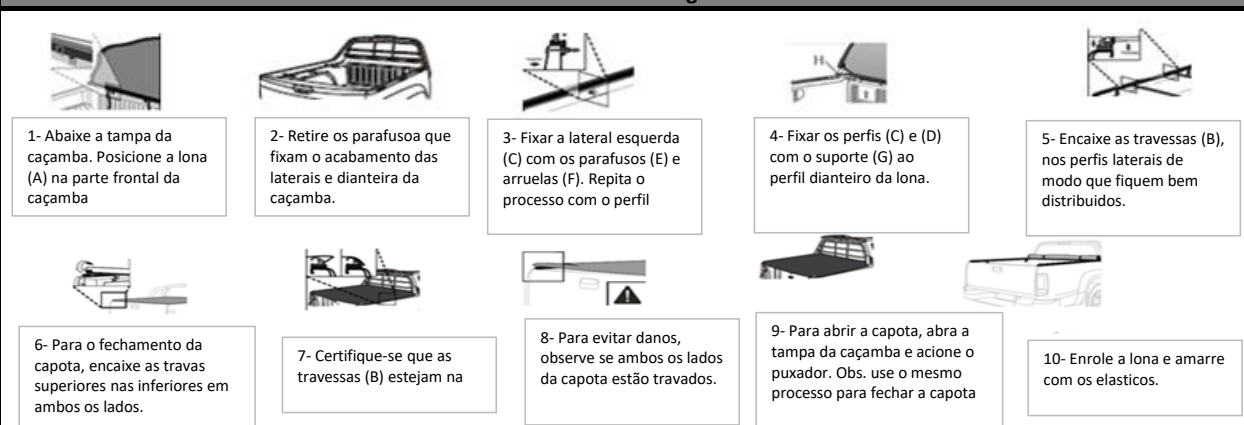 1- Abaixe a tampa da
caçamba. Posicione a lona
(A) na parte frontal da
caçamba
2- Retire os parafusoa que
fixam o acabamento das
laterais e dianteira da
caçamba.
3- Fixar a lateral esquerda
(C) com os parafusos (E) e
arruelas (F). Repita o
processo com o perfil
H
4- Fixar os perfis (C) e (D)
com o suporte (G) ao
perfil dianteiro da lona.
5- Encaixe as travessas (B),
nos perfis laterais de
modo que fiquem bem
distribuidos.
6- Para o fechamento da
capota, encaixe as travas
superiores nas inferiores em
ambos os lados.
7- Certifique-se que as
travessas (B) estejam na
8- Para evitar danos,
observe se ambos os lados
da capota estão travados.
9- Para abrir a capota, abra a
tampa da caçamba e acione o
puxador. Obs. use o mesmo
processo para fechar a capota
10- Enrole a lona e amarre
com os elasticos.